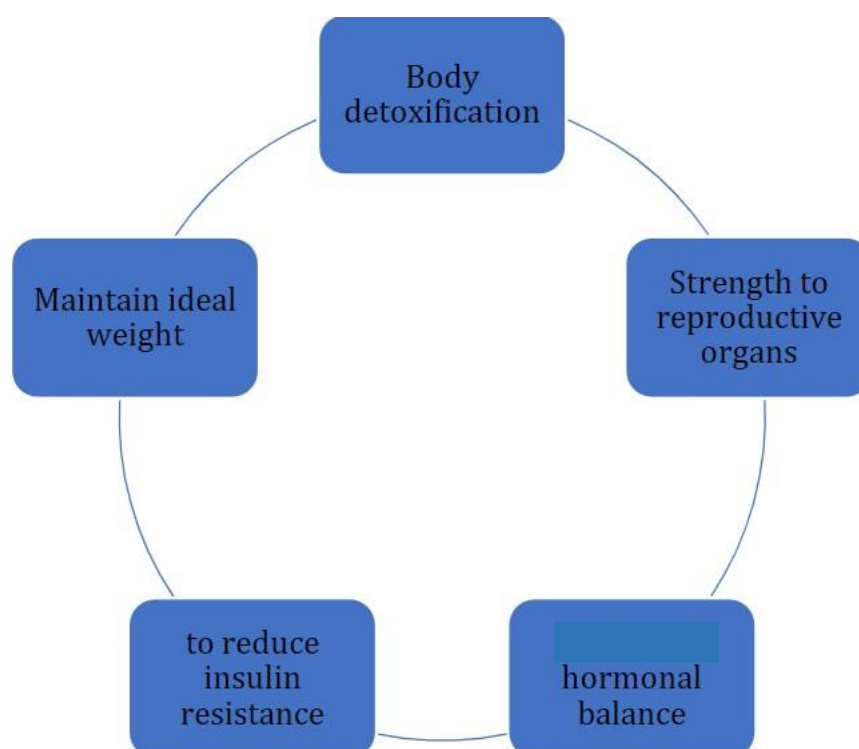 Body
detoxification
Strength to
reproductive
organs
hormonal
balance
to reduce
insulin
resistance
Maintain ideal
weight